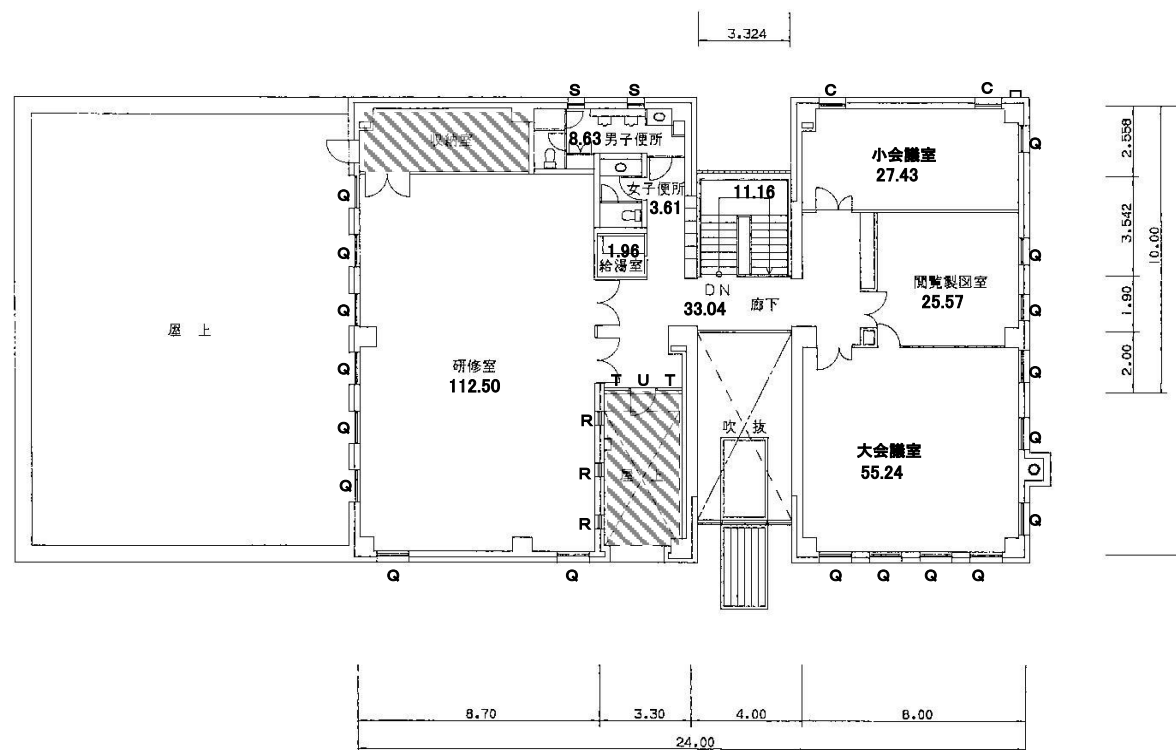 3.324
S S C C
8.63 男子便所
収納室
小会議室
27.43
Q
2.558
女子便所
3.61
11.16
Q
3.542
10.00
1.96
給湯室
Q
Q
閲覧製図室
25.57
DN
33.04 廊下
Q
Q
1.90
屋上
研修室
112.50
2.00
Q
Q
T U T
吹抜
R
Q
Q
大会議室
55.24
屋上
R
Q
R
Q
Q Q Q Q Q Q
8.70 3.30 4.00 8.00
24.00